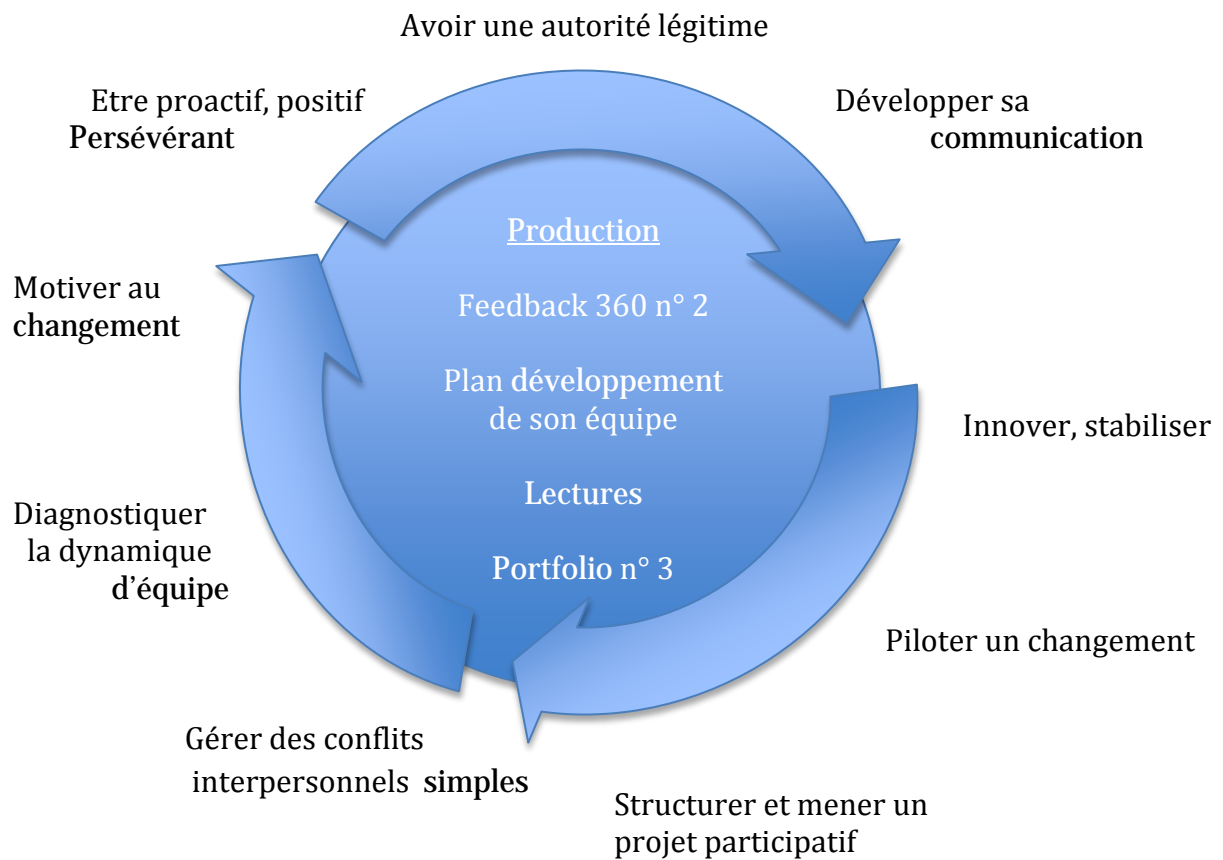 Avoir une autorité légitime
Etre proactif, positif
Persévérant
Développer sa
communication
Production
Feedback 360 n° 2
Motiver au
changement
Plan développement
de son équipe
Innover, stabiliser
Lectures
Diagnostiquer
la dynamique
d’équipe
Portfolio n° 3
Piloter un changement
Gérer des conflits
interpersonnels simples
Structurer et mener un
projet participatif